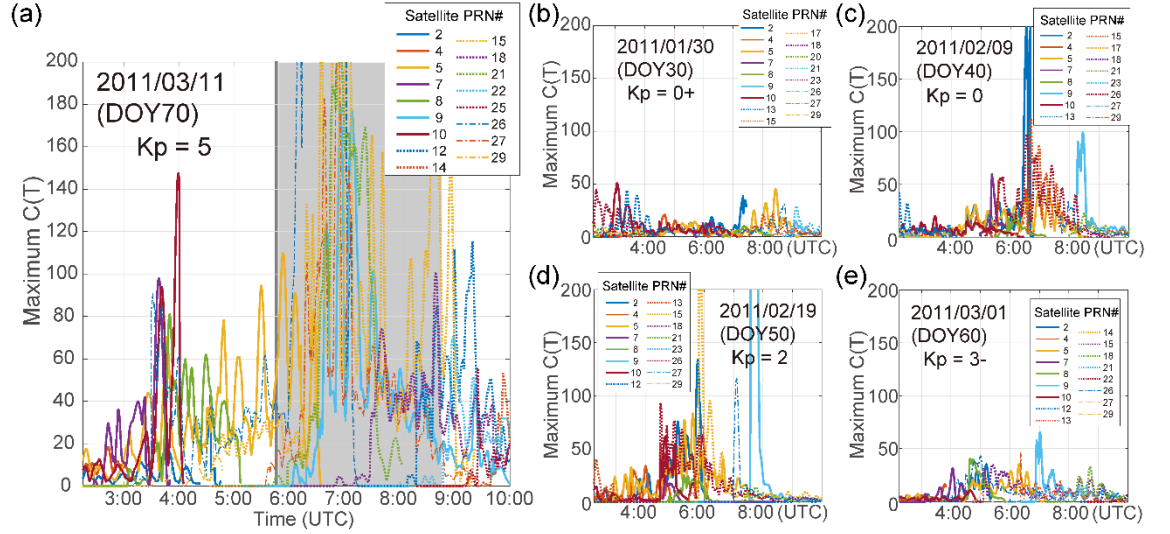 (a)
Maximum C(T)
200
180
160
140
120
100
80
60
40
20
0
2011/03/11
(DOY70)
Kp = 5
Satellite PRN#
2 15
4 18
5 21
7 22
8 25
9 26
10 27
12 29
14
3:00 4:00 5:00 6:00 7:00 8:00 9:00 10:00
Time (UTC)
(b)
Maximum C(T)
200
150
100
50
0
2011/01/30
(DOY30)
Kp = 0+
Satellite PRN#
2 17
4 18
5 20
7 21
8 23
9 26
10 27
13 29
15
4:00 6:00 8:00 (UTC)
(c)
Maximum C(T)
200
150
100
50
0
2011/02/09
(DOY40)
Kp = 0
Satellite PRN#
2 15
4 17
5 18
7 21
8 23
9 26
10 27
13 29
4:00 6:00 8:00 (UTC)
(d)
Maximum C(T)
200
150
100
50
0
Satellite PRN#
2 13
4 15
5 18
7 21
8 23
9 26
10 27
12 29
2011/02/19
(DOY50)
Kp = 2
4:00 6:00 8:00 (UTC)
(e)
Maximum C(T)
200
150
100
50
0
2011/03/01
(DOY60)
Kp = 3-
Satellite PRN#
2 14
4 15
5 18
7 21
8 22
9 26
10 27
12 29
13
4:00 6:00 8:00 (UTC)